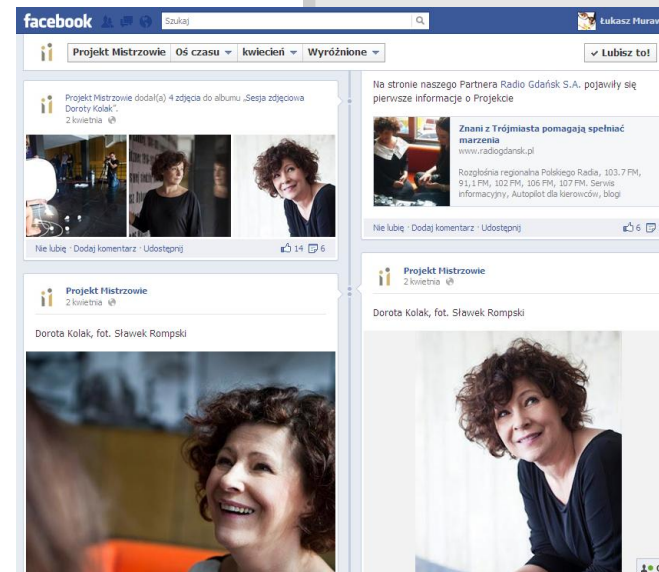 facebook
Szukaj
Łukasz Muraw
Projekt Mistrzowie Oś czasu kwiecień Wyróżnione
✓ Lubisz to!
Projekt Mistrzowie dodał(a) 4 zdjęcia do albumu „Sesja zdjęciowa
Doroty Kolak”.
2 kwietnia
Nie lubię · Dodaj komentarz · Udostępnij 14 6
Projekt Mistrzowie
2 kwietnia
Dorota Kolak, fot. Sławek Rompski
Na stronie naszego Partnera Radio Gdańsk S.A. pojawiły się
pierwsze informacje o Projekcie
Znani z Trójmiasta pomagają spełniać
marzenia
www.radiogdansk.pl
Rozgłośnia regionalna Polskiego Radia, 103.7 FM,
91,1 FM, 102 FM, 106 FM, 107 FM. Serwis
informacyjny, Autopilot dla kierowców, blogi
Nie lubię · Dodaj komentarz · Udostępnij 6
Projekt Mistrzowie
2 kwietnia
Dorota Kolak, fot. Sławek Rompski